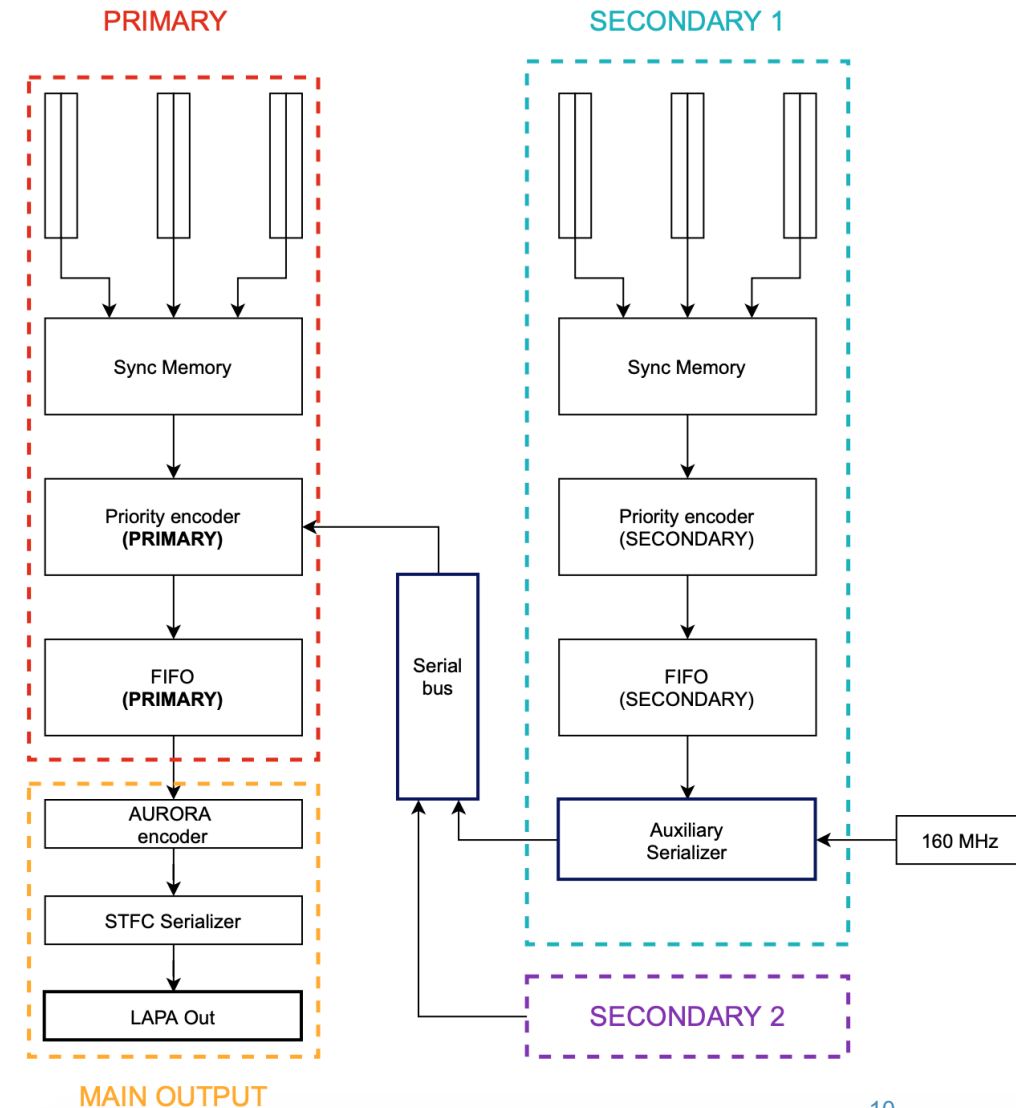 PRIMARY
SECONDARY 1
Sync Memory
Sync Memory
Priority encoder
(PRIMARY)
Priority encoder
(SECONDARY)
Serial
bus
FIFO
(PRIMARY)
FIFO
(SECONDARY)
AURORA
encoder
Auxiliary
Serializer
160 MHz
STFC Serializer
LAPA Out
SECONDARY 2
MAIN OUTPUT